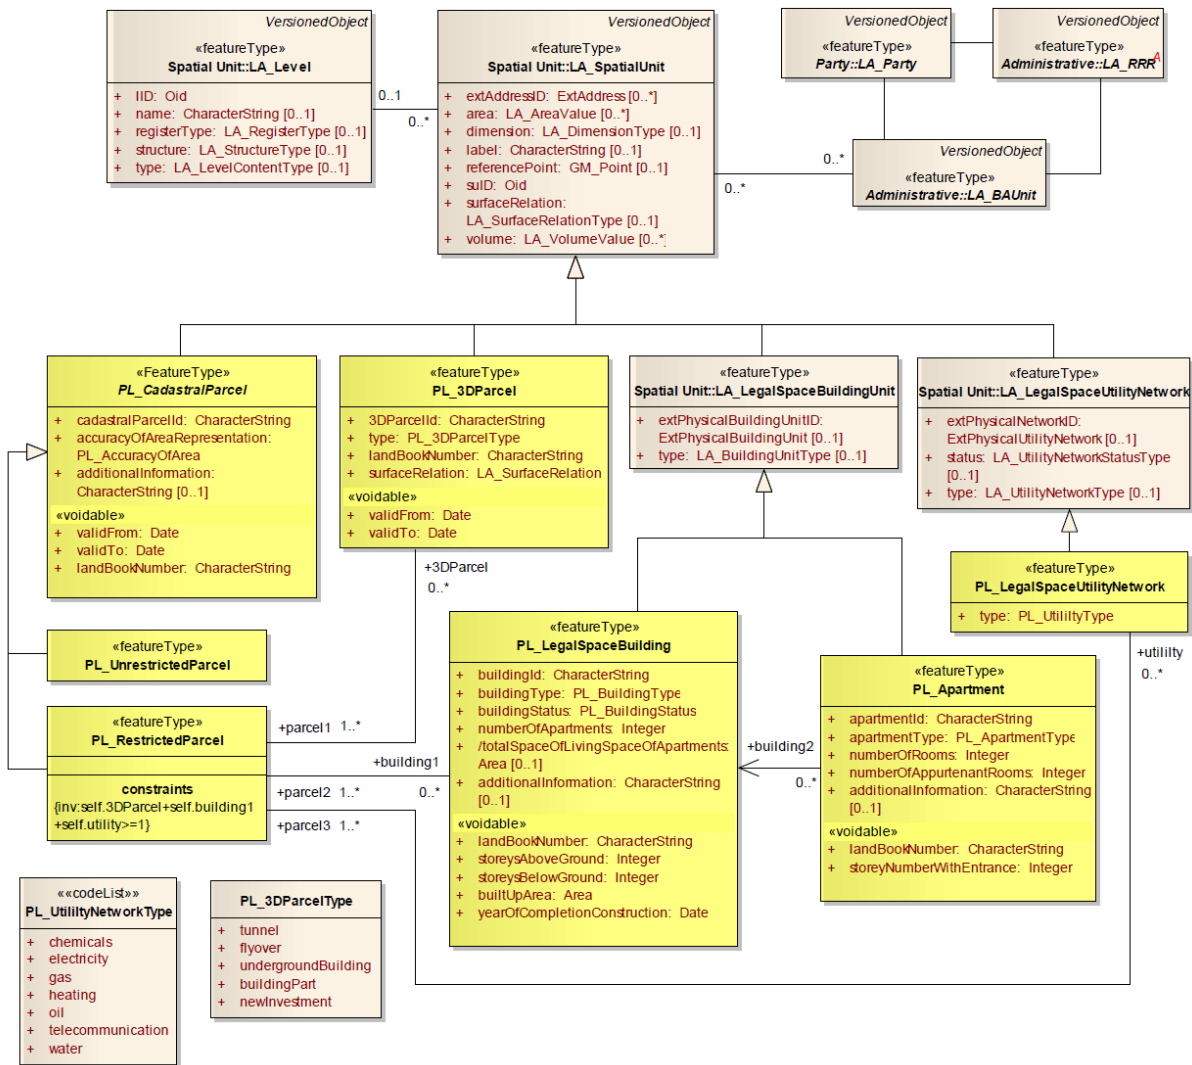 VersionedObject
«featureType»
Spatial Unit::LA_Level
+ lID: Oid
+ name: CharacterString [0..1]
+ registerType: LA_RegisterType [0..1]
+ structure: LA_StructureType [0..1]
+ type: LA_LevelContentType [0..1]
0..1
0..*
VersionedObject
«featureType»
Spatial Unit::LA_SpatialUnit
+ extAddressID: ExtAddress [0..*]
+ area: LA_AreaValue [0..*]
+ dimension: LA_DimensionType [0..1]
+ label: CharacterString [0..1]
+ referencePoint: GM_Point [0..1]
+ suID: Oid
+ surfaceRelation:
LA_SurfaceRelationType [0..1]
+ volume: LA_VolumeValue [0..*]
VersionedObject
«featureType»
Party::LA_Party
VersionedObject
«featureType»
Administrative::LA_RRR
A
0..*
0..*
VersionedObject
«featureType»
Administrative::LA_BAUnit
«FeatureType»
PL_CadastralParcel
+ cadastralParcelId: CharacterString
+ accuracyOfAreaRepresentation:
PL_AccuracyOfArea
+ additionalInformation:
CharacterString [0..1]
«voidable»
+ validFrom: Date
+ validTo: Date
+ landBookNumber: CharacterString
«featureType»
PL_3DParcel
+ 3DParcelId: CharacterString
+ type: PL_3DParcelType
+ landBookNumber: CharacterString
+ surfaceRelation: LA_SurfaceRelation
«voidable»
+ validFrom: Date
+ validTo: Date
«featureType»
Spatial Unit::LA_LegalSpaceBuildingUnit
+ extPhysicalBuildingUnitID:
ExtPhysicalBuildingUnit [0..1]
+ type: LA_BuildingUnitType [0..1]
«featureType»
Spatial Unit::LA_LegalSpaceUtilityNetwork
+ extPhysicalNetworkID:
ExtPhysicalUtilityNetwork [0..1]
+ status: LA_UtilityNetworkStatusType
[0..1]
+ type: LA_UtilityNetworkType [0..1]
+3DParcel
0..*
«featureType»
PL_LegalSpaceUtilityNetwork
+ type: PL_UtililtyType
+utililty
0..*
«featureType»
PL_UnrestrictedParcel
«featureType»
PL_RestrictedParcel
constraints
{inv:self.3DParcel+self.building1
+self.utility>=1}
+parcel1 1..*
+building1
0..*
+parcel2 1..*
+parcel3 1..*
«featureType»
PL_LegalSpaceBuilding
+ buildingId: CharacterString
+ buildingType: PL_BuildingType
+ buildingStatus: PL_BuildingStatus
+ numberOfApartments: Integer
+ /totalSpaceOfLivingSpaceOfApartments:
Area [0..1]
+ additionalInformation: CharacterString
[0..1]
«voidable»
+ landBookNumber: CharacterString
+ storeysAboveGround: Integer
+ storeysBelowGround: Integer
+ builtUpArea: Area
+ yearOfCompletionConstruction: Date
+building2
0..*
«featureType»
PL_Apartment
+ apartmentId: CharacterString
+ apartmentType: PL_ApartmentType
+ numberOfRooms: Integer
+ numberOfAppurtenantRooms: Integer
+ additionalInformation: CharacterString
[0..1]
«voidable»
+ landBookNumber: CharacterString
+ storeyNumberWithEntrance: Integer
««codeList»»
PL_UtililtyNetworkType
+ chemicals
+ electricity
+ gas
+ heating
+ oil
+ telecommunication
+ water
PL_3DParcelType
+ tunnel
+ flyover
+ undergroundBuilding
+ buildingPart
+ newInvestment